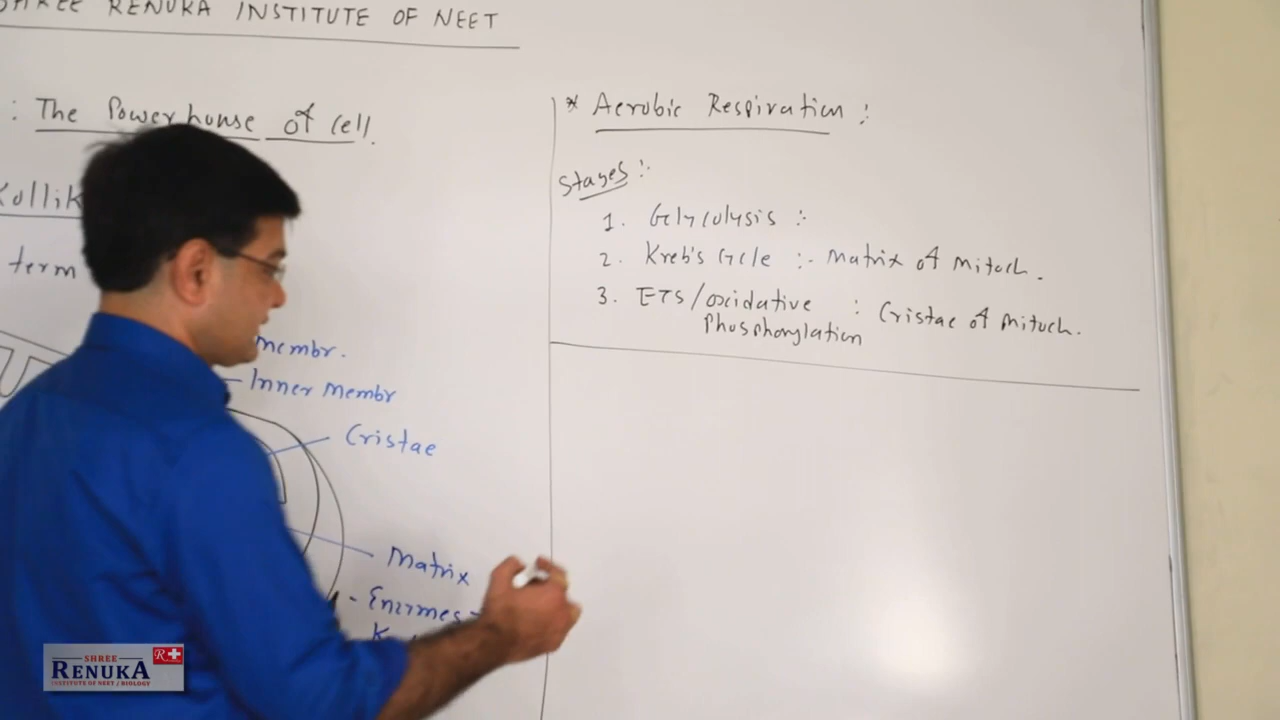 SHREE RENUKA INSTITUTE OF NEET
: The Powerhouse of cell.
Kollik
term
membr.
Inner Membr
Cristae
Matrix
- Enzymes
* Aerobic Respiration :
Stages :-
1. Glycolysis :-
2. Kreb's Cycle :- Matrix of Mitoch.
3. ETS/oxidative Phosphorylation : Cristae of Mitoch.
SHREE
RENUKA
INSTITUTE OF NEET / BIOLOGY
R+